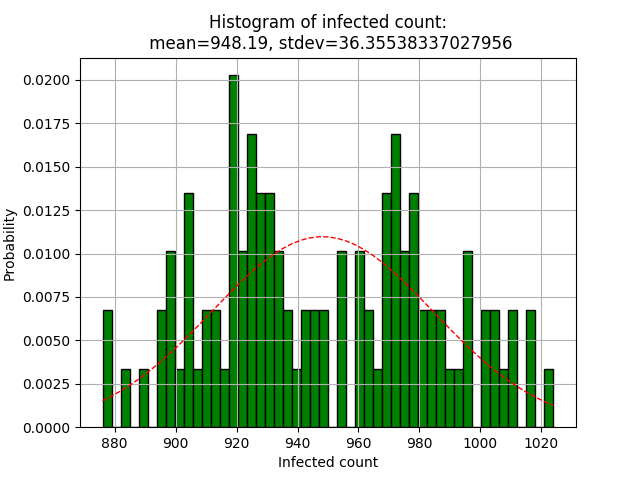 Histogram of infected count:
mean=948.19, stdev=36.35538337027956
0.0200
0.0175
0.0150
0.0125
0.0100
0.0075
0.0050
0.0025
0.0000
Probability
880 900 920 940 960 980 1000 1020
Infected count